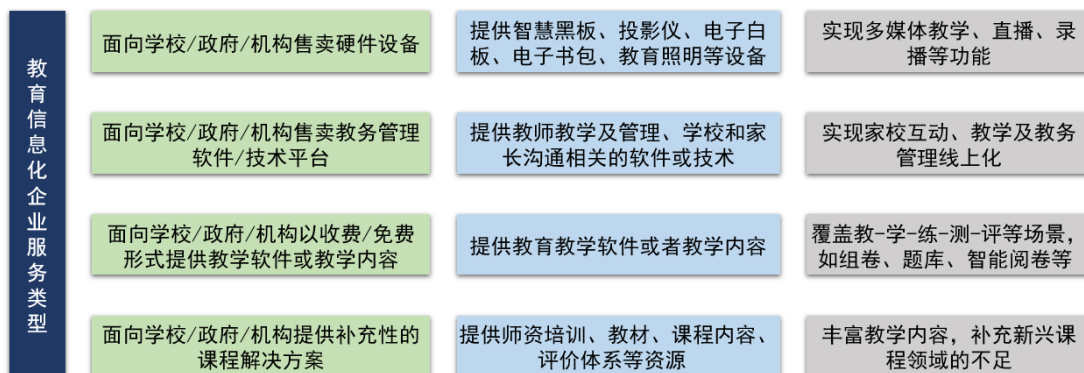 教育信息化企业服务类型
面向学校/政府/机构售卖硬件设备
提供智慧黑板、投影仪、电子白
板、电子书包、教育照明等设备
实现多媒体教学、直播、录
播等功能
面向学校/政府/机构售卖教务管理
软件/技术平台
提供教师教学及管理、学校和家
长沟通相关的软件或技术
实现家校互动、教学及教务
管理线上化
面向学校/政府/机构以收费/免费
形式提供教学软件或教学内容
提供教育教学软件或者教学内容
覆盖教-学-练-测-评等场景，
如组卷、题库、智能阅卷等
面向学校/政府/机构提供补充性的
课程解决方案
提供师资培训、教材、课程内容、
评价体系等资源
丰富教学内容，补充新兴课
程领域的不足